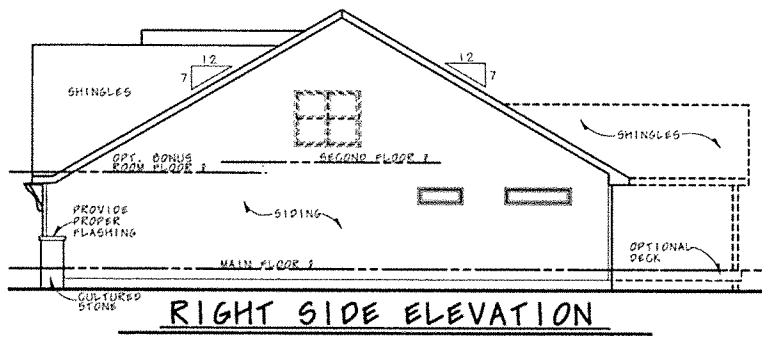 12
7
12
7
SHINGLES
SHINGLES
OPT. BONUS
ROOM FLOOR
SECOND FLOOR
SIDING
PROVIDE
PROPER
FLASHING
OPTIONAL
DECK
MAIN FLOOR
CULTURED
STONE
RIGHT SIDE ELEVATION